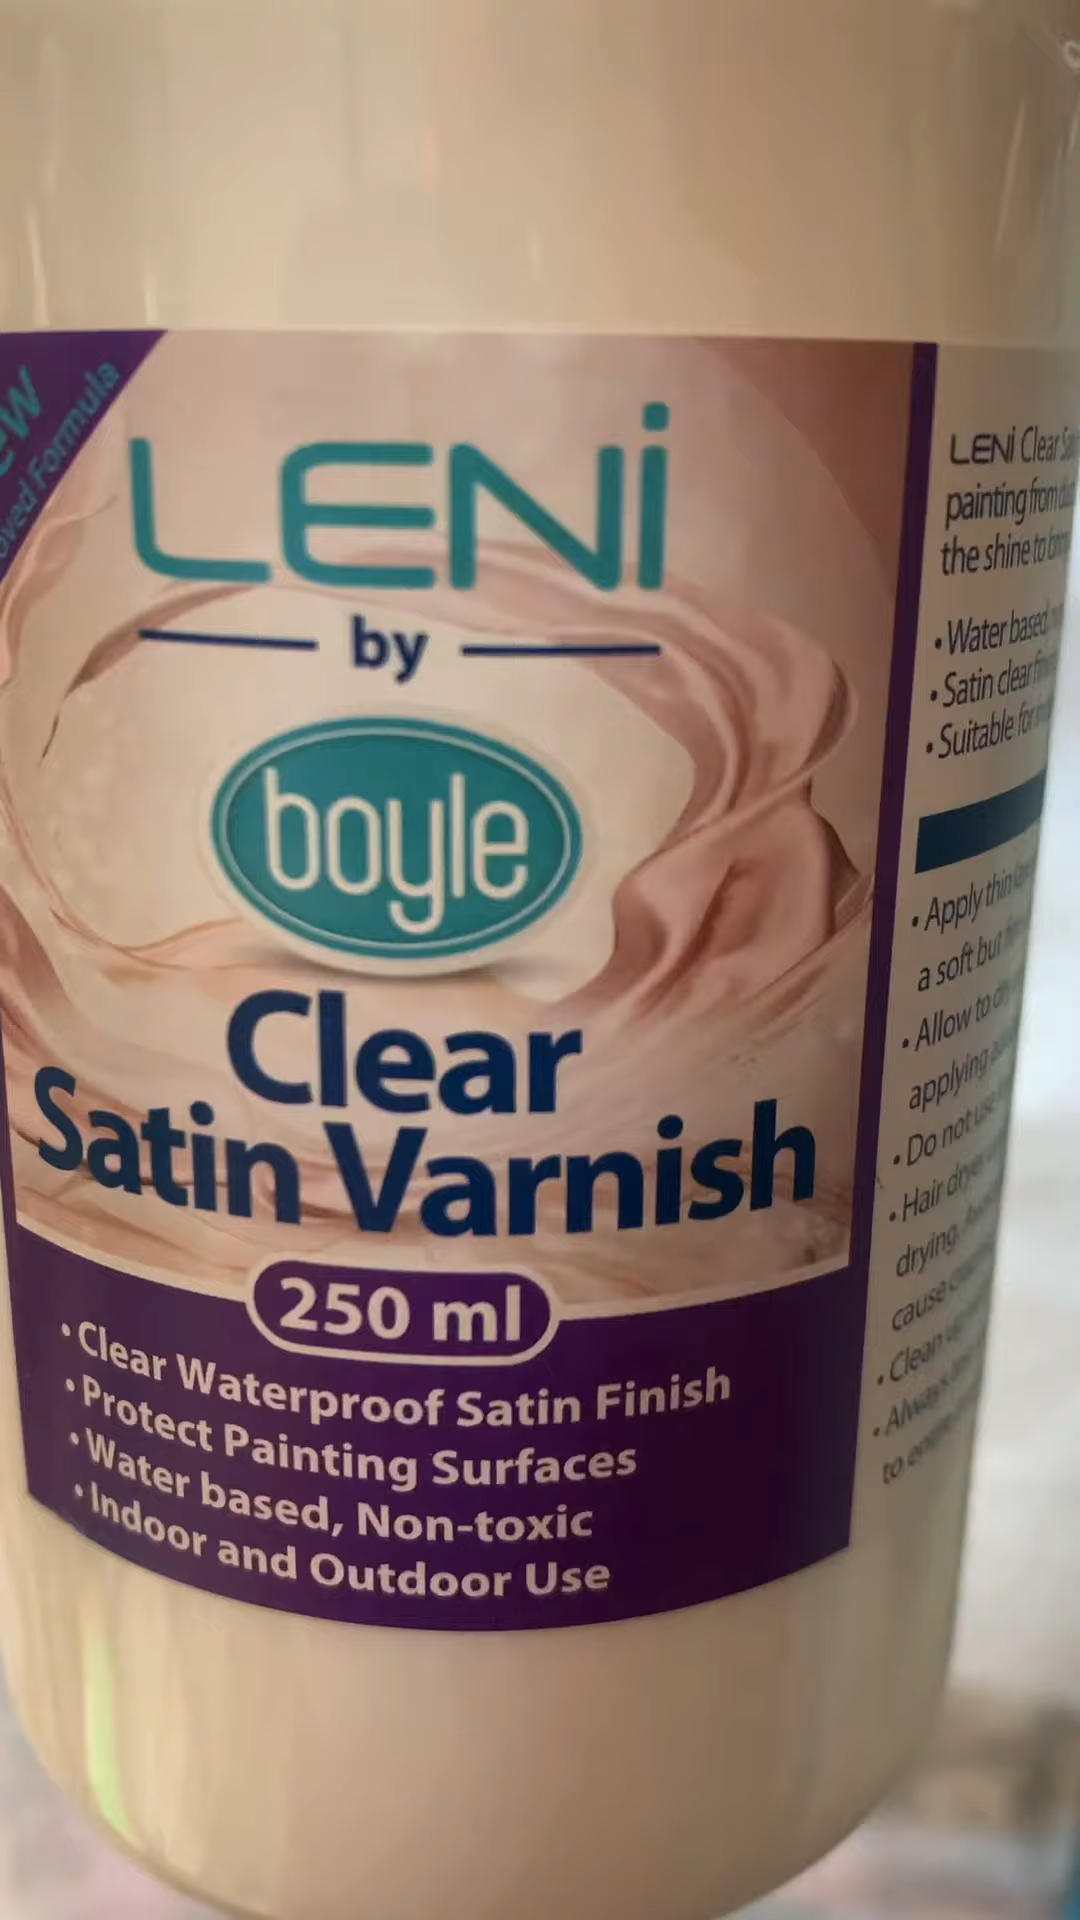 Formula
LENi
by
boyle
Clear
Satin Varnish
250 ml
• Clear Waterproof Satin Finish
• Protect Painting Surfaces
• Water based, Non-toxic
• Indoor and Outdoor Use
LENi Clear
painting from
the shine to
• Water based,
• Satin clear
• Suitable for
• Apply thin
a soft but
• Allow to
applying
• Do not use
• Hair dryer
drying.
cause
• Clean
• Always
to